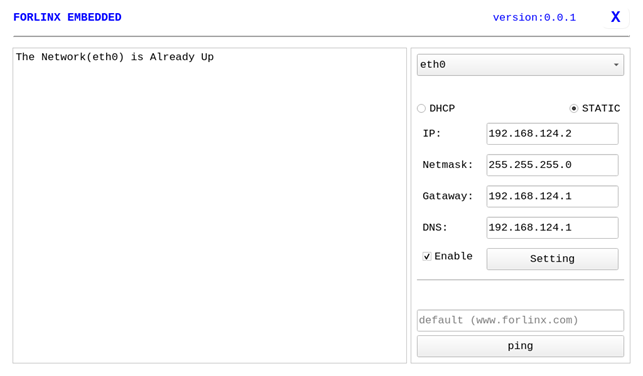 FORLINX EMBEDDED
version:0.0.1
X
The Network(eth0) is Already Up
eth0
DHCP
STATIC
IP:
192.168.124.2
Netmask:
255.255.255.0
Gataway:
192.168.124.1
DNS:
192.168.124.1
Enable
Setting
default (www.forlinx.com)
ping